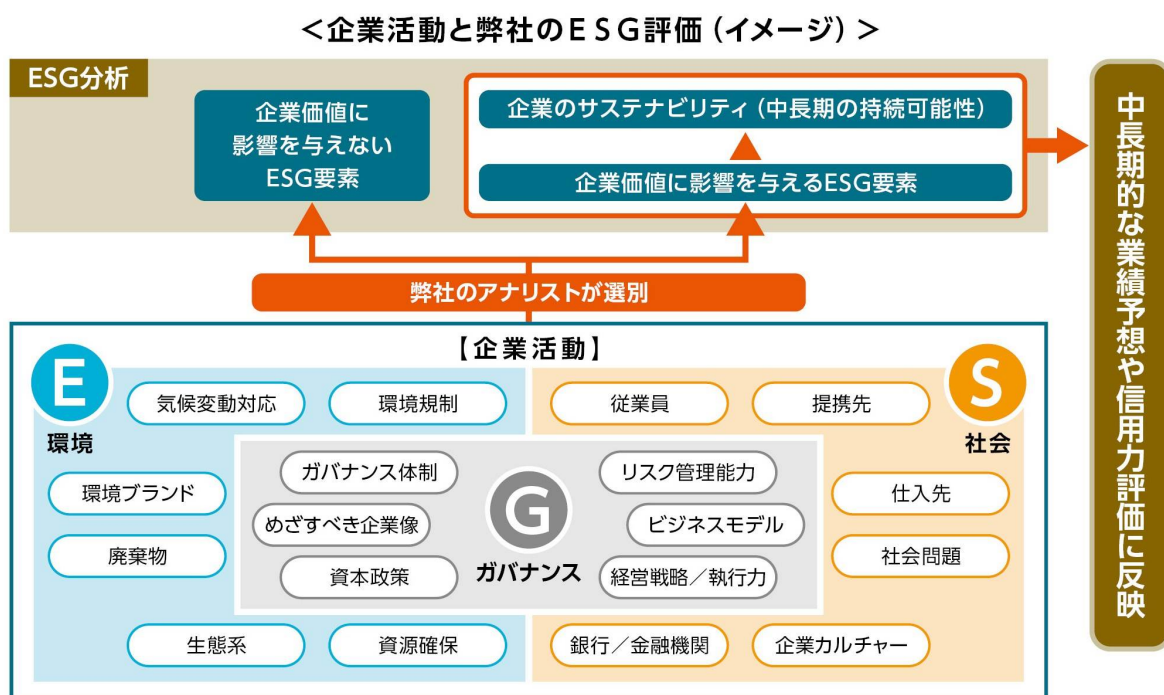 ＜企業活動と弊社のＥＳＧ評価（イメージ）＞
ESG分析
企業価値に
影響を与えない
ESG要素
企業のサステナビリティ（中長期の持続可能性）
企業価値に影響を与えるESG要素
弊社のアナリストが選別
中長期的な業績予想や信用力評価に反映
【企業活動】
E
環境
気候変動対応
環境規制
環境ブランド
廃棄物
生態系
資源確保
S
社会
従業員
提携先
仕入先
社会問題
銀行／金融機関
企業カルチャー
G
ガバナンス
ガバナンス体制
めざすべき企業像
資本政策
リスク管理能力
ビジネスモデル
経営戦略／執行力